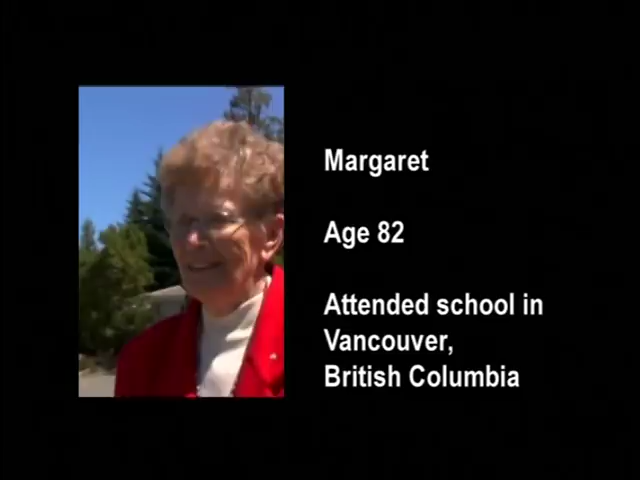 Margaret
Age 82
Attended school in
Vancouver,
British Columbia